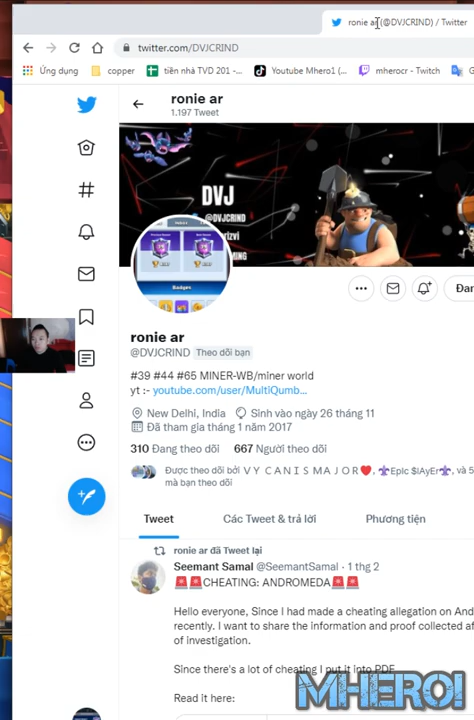 ronie ar (@DVJCRIND) / Twitter
twitter.com/DVJCRIND
Ứng dụng copper tiền nhà TVD 201 -... Youtube Mhero1 (... mherocr - Twitch Gố
ronie ar
1.197 Tweet
DVJ
@DVJCRIND
rizvi
MING
Badges
Đan
ronie ar
@DVJCRIND Theo dõi bạn
#39 #44 #65 MINER-WB/miner world
yt :- youtube.com/user/MultiQumb...
New Delhi, India Sinh vào ngày 26 tháng 11
Đã tham gia tháng 1 năm 2017
310 Đang theo dõi 667 Người theo dõi
Được theo dõi bởi V Y C A N I S M A J O R❤️, ⚜️Epic $lAyEr⚜️, và 5
mà bạn theo dõi
Tweet Các Tweet & trả lời Phương tiện
ronie ar đã Tweet lại
Seemant Samal @SeemantSamal · 1 thg 2
🚨🚨CHEATING: ANDROMEDA🚨🚨
Hello everyone, Since I had made a cheating allegation on And
recently. I want to share the information and proof collected af
of investigation.
Since there's a lot of cheating I put it into PDF
Read it here:
MHERO!